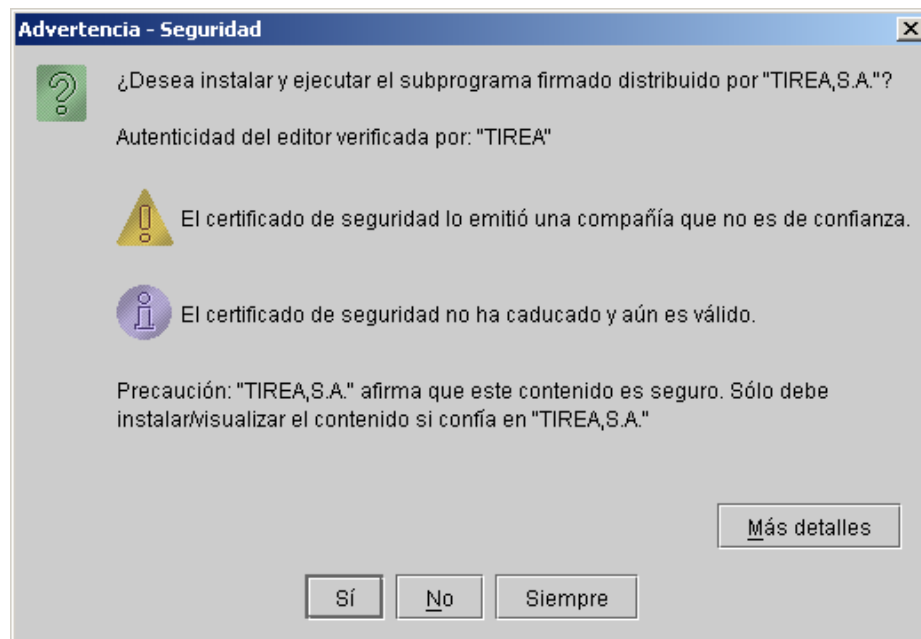 Advertencia - Seguridad
¿Desea instalar y ejecutar el subprograma firmado distribuido por "TIREA,S.A."?
Autenticidad del editor verificada por: "TIREA"
El certificado de seguridad lo emitió una compañía que no es de confianza.
El certificado de seguridad no ha caducado y aún es válido.
Precaución: "TIREA,S.A." afirma que este contenido es seguro. Sólo debe
instalar/visualizar el contenido si confía en "TIREA,S.A."
Más detalles
Sí No Siempre